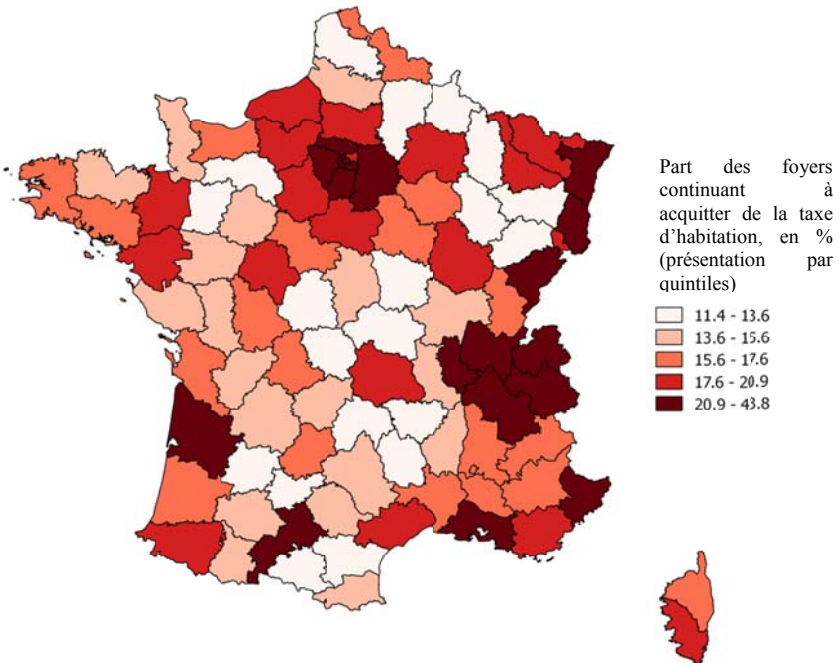 Part des foyers
continuant à
acquitter de la taxe
d'habitation, en %
(présentation par
quintiles)
11.4 - 13.6
13.6 - 15.6
15.6 - 17.6
17.6 - 20.9
20.9 - 43.8